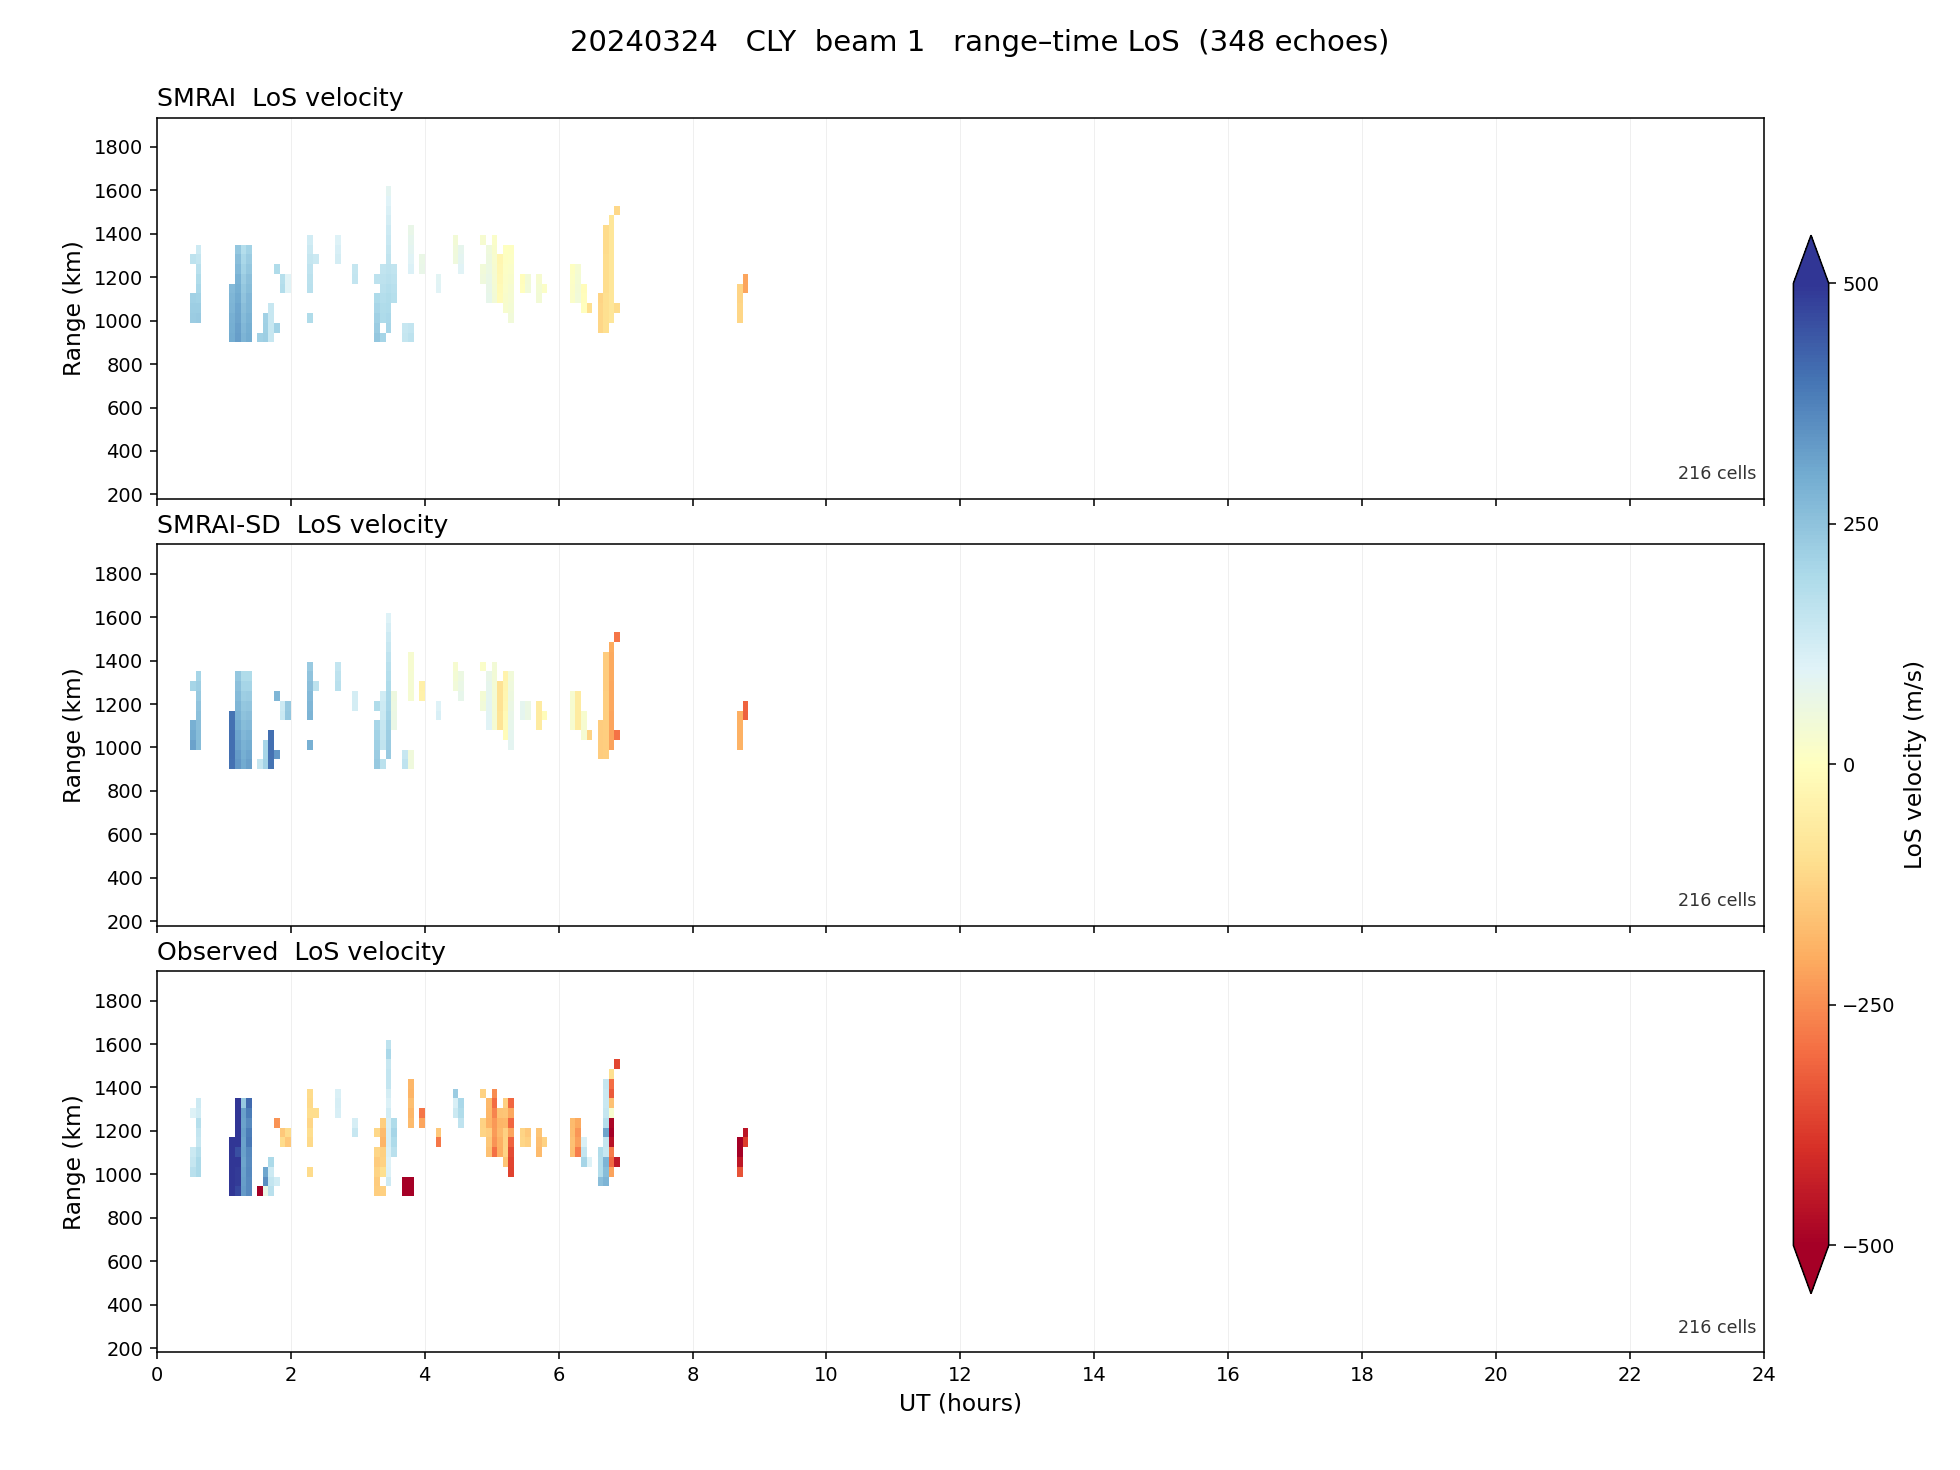 20240324   CLY  beam 1   range–time LoS  (348 echoes)
SMRAI  LoS velocity
1800
1600
1400
1200
1000
800
600
400
200
Range (km)
216 cells
SMRAI-SD  LoS velocity
1800
1600
1400
1200
1000
800
600
400
200
Range (km)
216 cells
Observed  LoS velocity
1800
1600
1400
1200
1000
800
600
400
200
Range (km)
216 cells
0 2 4 6 8 10 12 14 16 18 20 22 24
UT (hours)
500
250
0
−250
−500
LoS velocity (m/s)